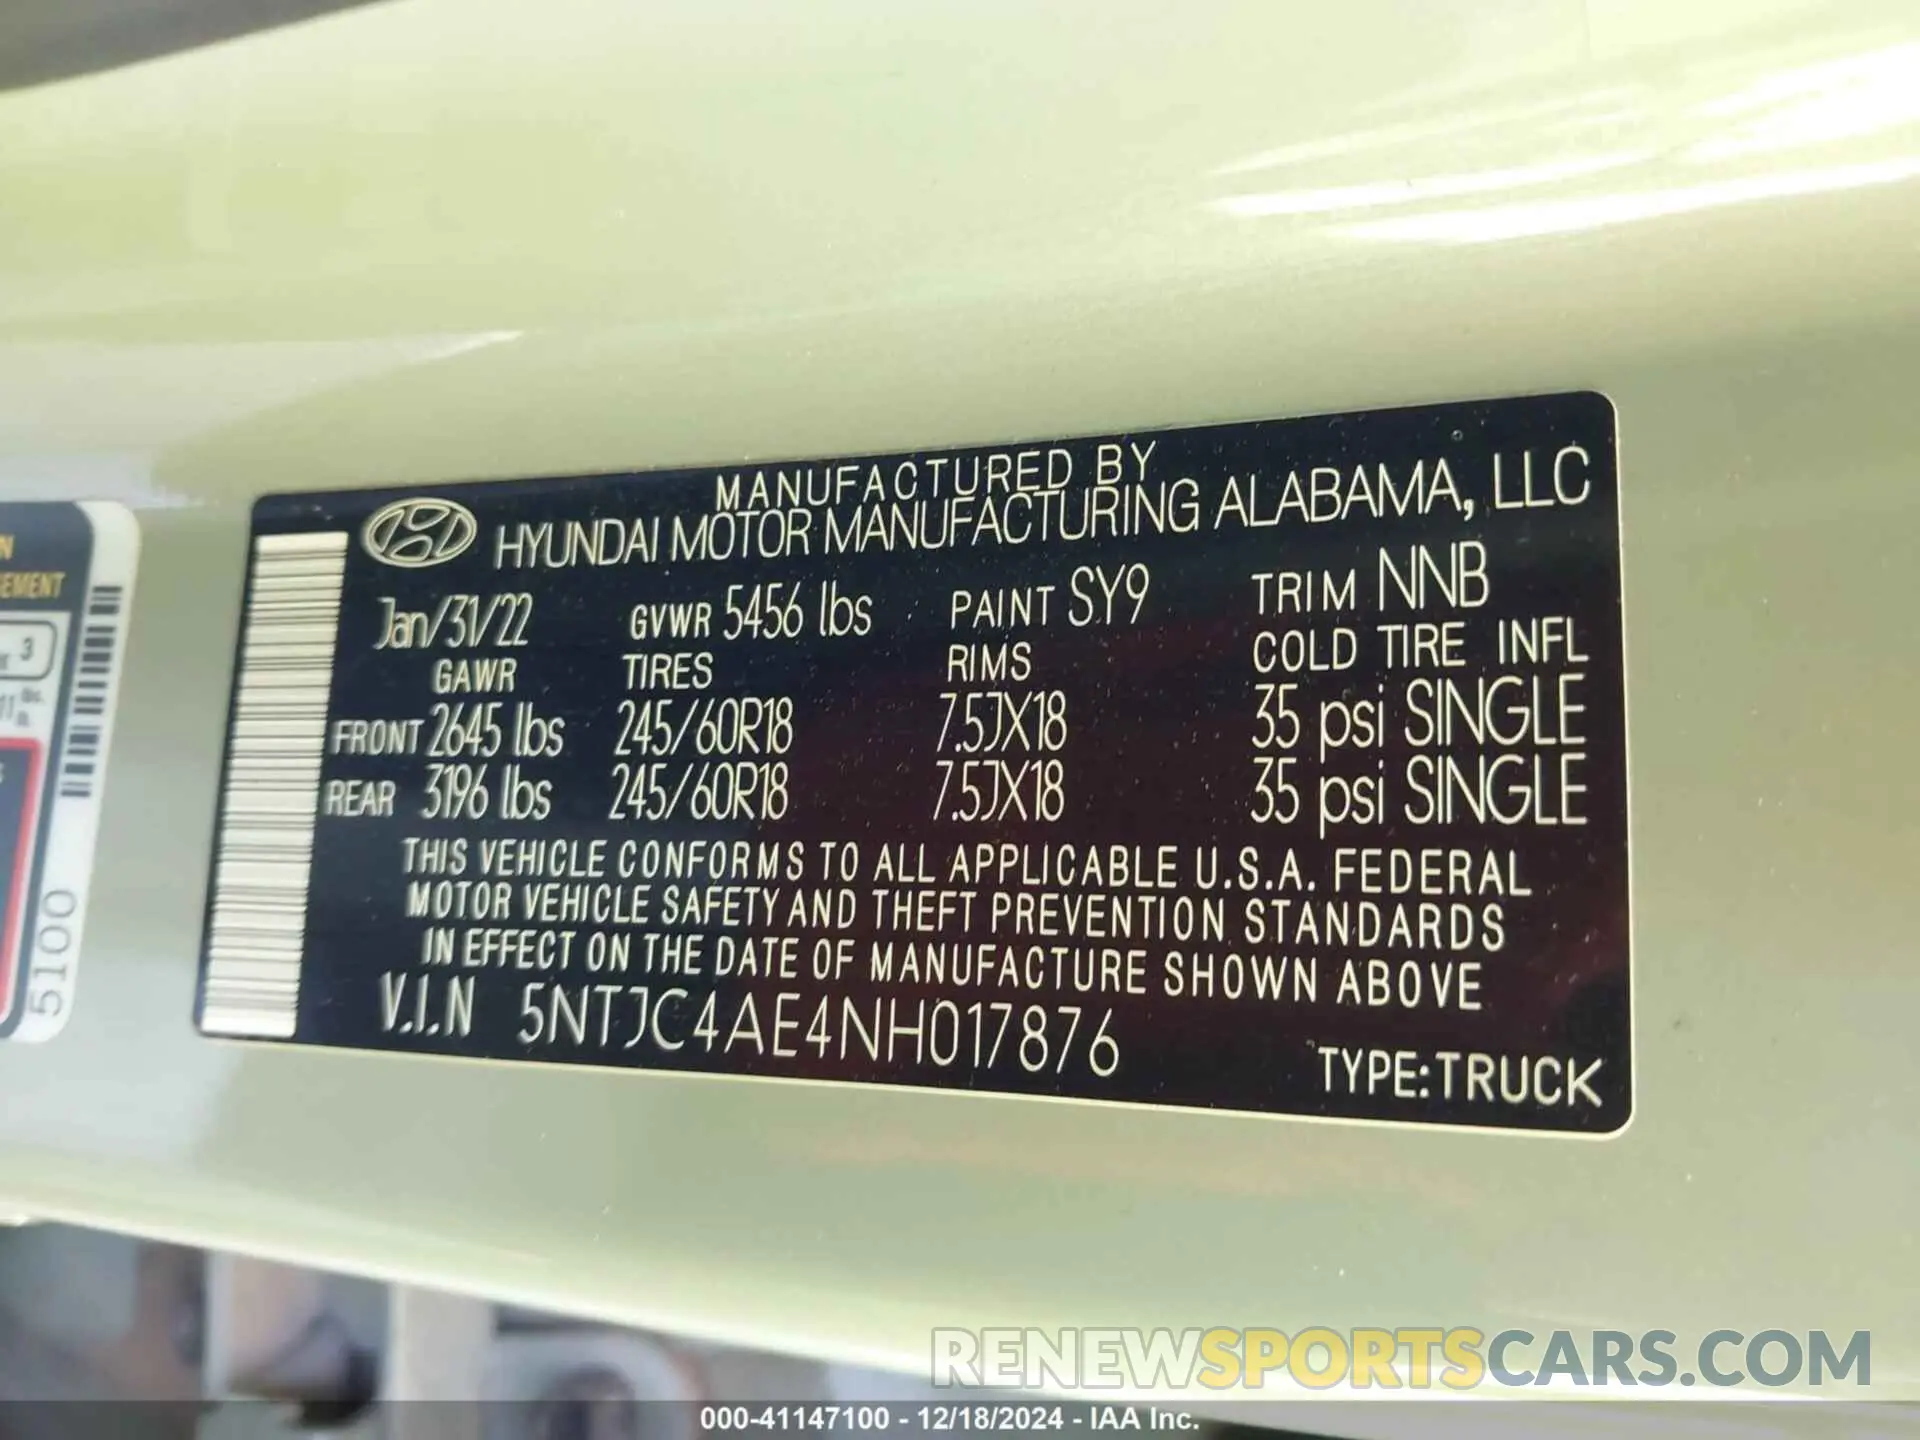 MANUFACTURED BY
HYUNDAI MOTOR MANUFACTURING ALABAMA, LLC
Jan/31/22 GVWR 5456 lbs PAINT SY9 TRIM NNB
GAWR TIRES RIMS COLD TIRE INFL
FRONT 2645 lbs 245/60R18 7.5JX18 35 psi SINGLE
REAR 3196 lbs 245/60R18 7.5JX18 35 psi SINGLE
THIS VEHICLE CONFORMS TO ALL APPLICABLE U.S.A. FEDERAL
MOTOR VEHICLE SAFETY AND THEFT PREVENTION STANDARDS
IN EFFECT ON THE DATE OF MANUFACTURE SHOWN ABOVE
V.I.N 5NTJC4AE4NH017876
TYPE:TRUCK
3
5100
RENEWSPORTSCARS.COM
000-41147100 - 12/18/2024 - IAA Inc.